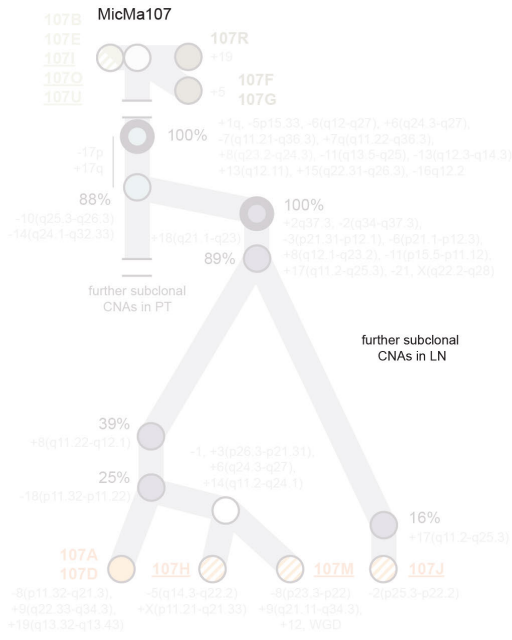 MicMa107
107B
107E
107I
107O
107U
107R
+19
+5
107F
107G
100%
+1q, -5p15.33, -6(q12-q27), +6(q24.3-q27),
-7(q11.21-q36.3), +7q(q11.22-q36.3),
+8(q23.2-q24.3), -11(q13.5-q25), -13(q12.3-q14.3)
+13(q12.11), +15(q22.31-q26.3), -16q12.2
-17p
+17q
88%
-10(q25.3-q26.3)
-14(q24.1-q32.33)
+18(q21.1-q23)
100%
+2q37.3, -2(q34-q37.3),
-3(p21.31-p12.1), -6(p21.1-p12.3),
+8(q12.1-q23.2), -11(p15.5-p11.12),
+17(q11.2-q25.3), -21, X(q22.2-q28)
89%
further subclonal
CNAs in PT
further subclonal
CNAs in LN
39%
+8(q11.22-q12.1)
25%
-18(p11.32-p11.22)
-1, +3(p26.3-p21.31),
+6(q24.3-q27),
+14(q11.2-q24.1)
16%
+17(q11.2-q25.3)
107A
107D
107H
107M
107J
-8(p11.32-q21.3),
+9(q22.33-q34.3),
+19(q13.32-q13.43)
-5(q14.3-q22.2)
+X(p11.21-q21.33)
-8(p23.3-p22)
+9(q21.11-q34.3),
+12, WGD
-2(p25.3-p22.2)